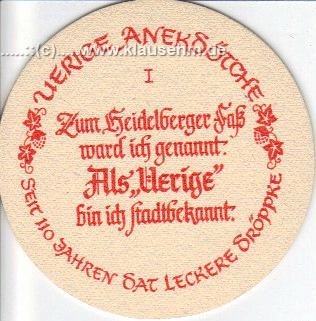 .....::(c)..... www.klausehm.de ...::
UERIGE ANEKDÖTCHE
I
Zum Heidelberger Faß
ward ich genannt:
Als „Uerige“
bin ich stadtbekannt.
SEIT 110 JAHREN DAT LECKERE DRÖPPKE